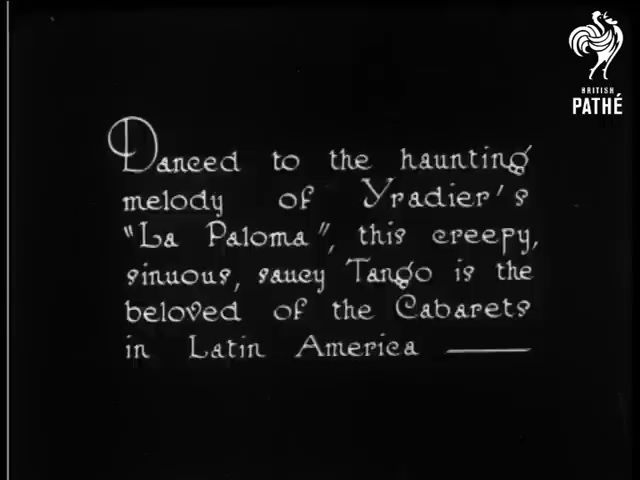 BRITISH
PATHÉ
Danced to the haunting
melody of Yradier's
"La Paloma", this creepy,
sinuous, saucy Tango is the
beloved of the Cabarets
in Latin America ―